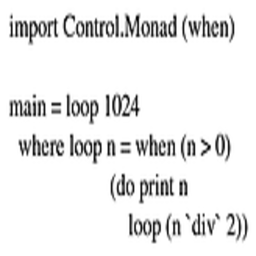 import Control.Monad (when)
main = loop 1024
where loop n = when (n > 0)
(do print n
loop (n `div` 2))